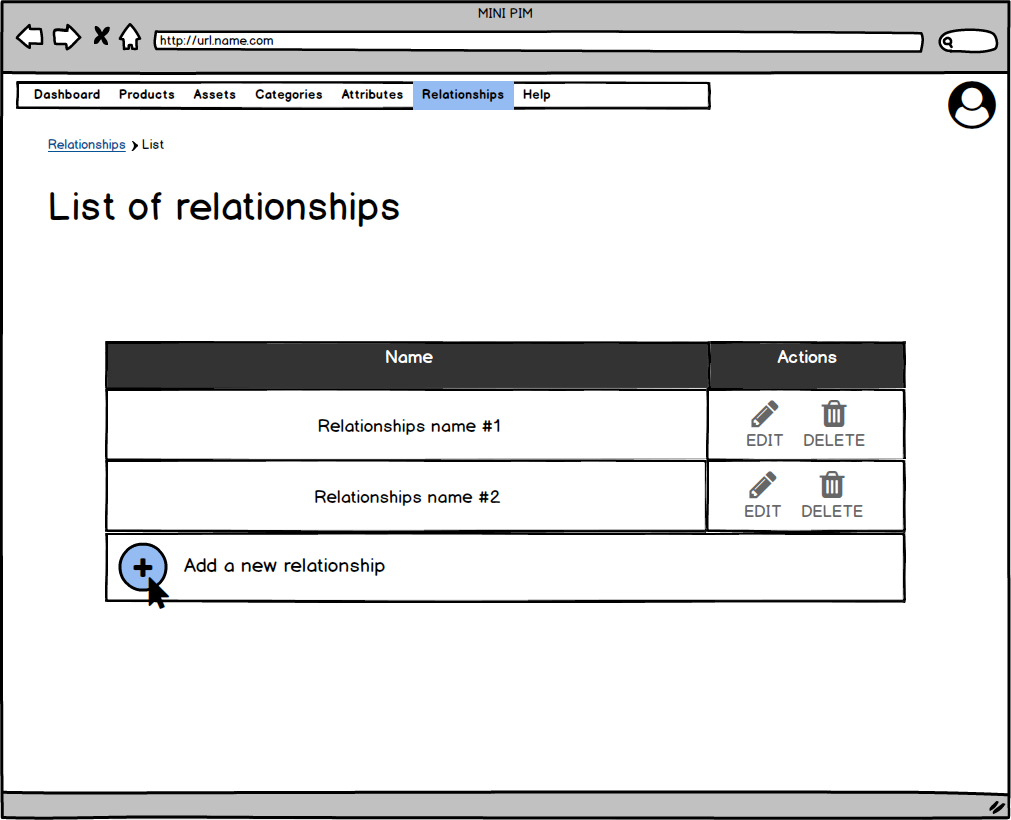 MINI PIM
http://url.name.com
Dashboard Products Assets Categories Attributes Relationships Help
Relationships List
List of relationships
Name Actions
Relationships name #1
EDIT DELETE
Relationships name #2
EDIT DELETE
Add a new relationship